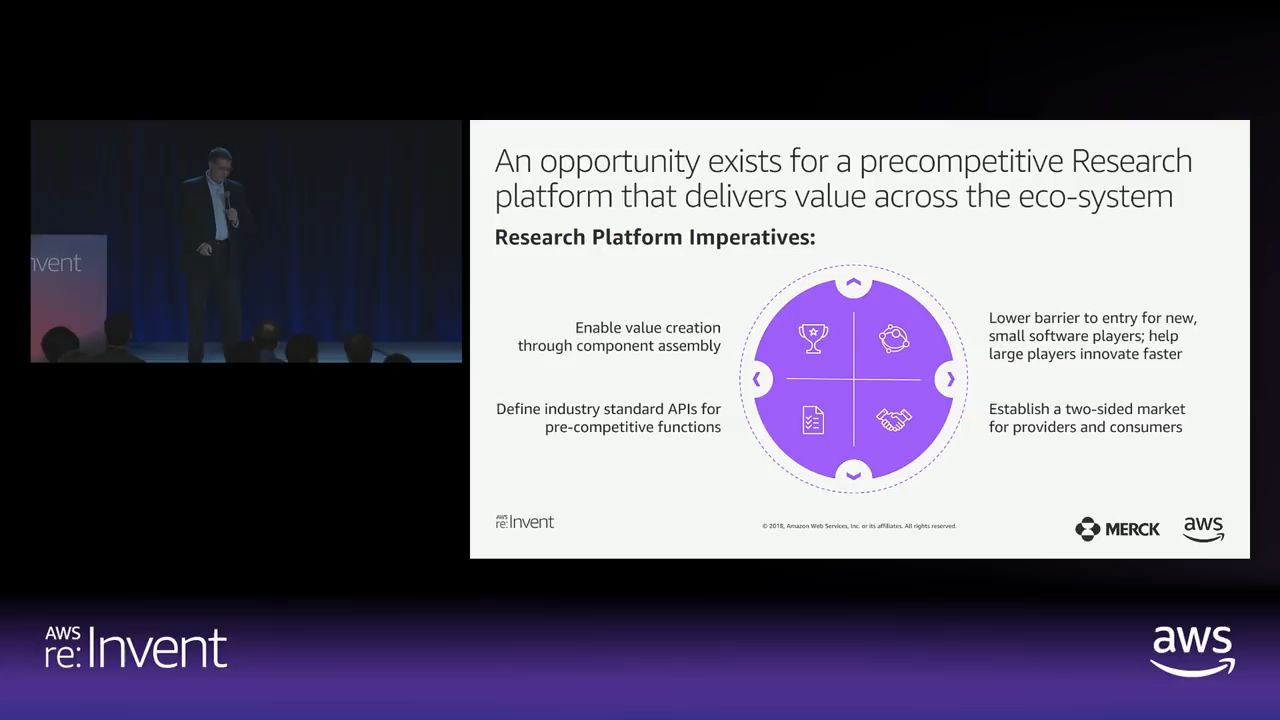 An opportunity exists for a precompetitive Research
platform that delivers value across the eco-system
Research Platform Imperatives:
Enable value creation
through component assembly
Define industry standard APIs for
pre-competitive functions
Lower barrier to entry for new,
small software players; help
large players innovate faster
Establish a two-sided market
for providers and consumers
AWS
re:Invent
© 2018, Amazon Web Services, Inc. or its affiliates. All rights reserved.
MERCK
aws
nvent
AWS
re:Invent
aws